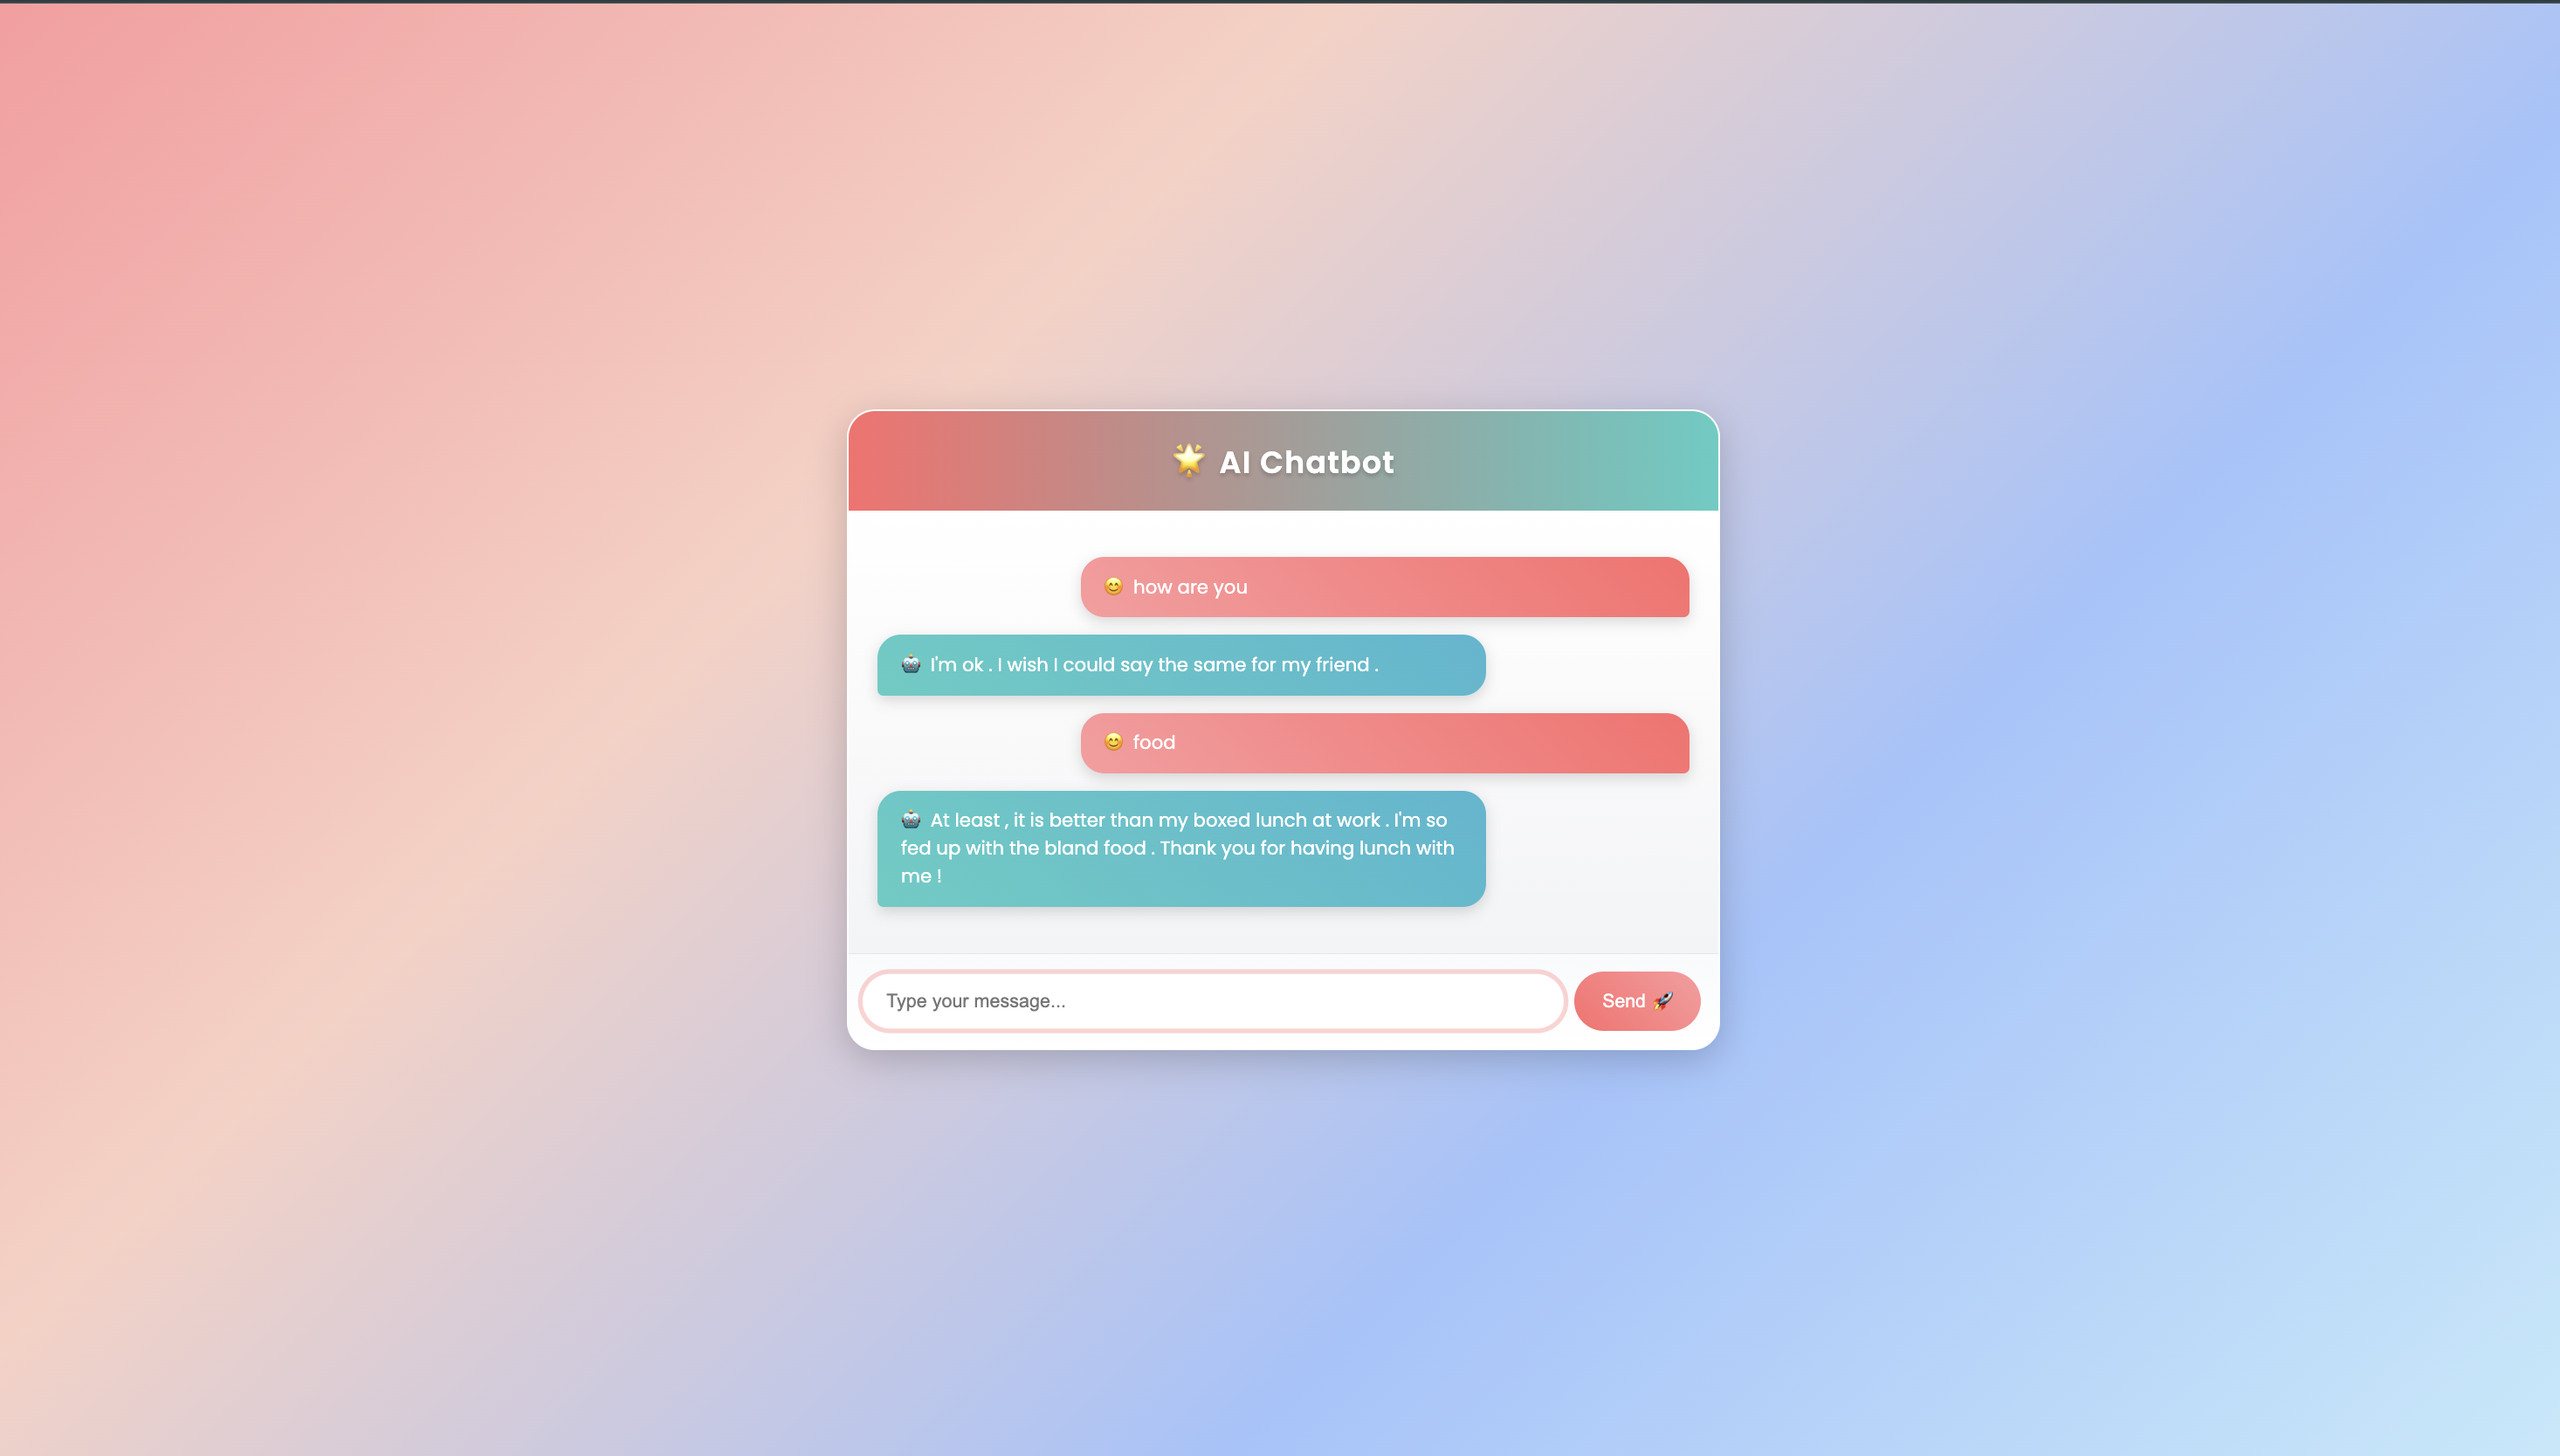 🌟 AI Chatbot
😊 how are you
🤖 I'm ok . I wish I could say the same for my friend .
😊 food
🤖 At least , it is better than my boxed lunch at work . I'm so
fed up with the bland food . Thank you for having lunch with
me !
Type your message...
Send 🚀